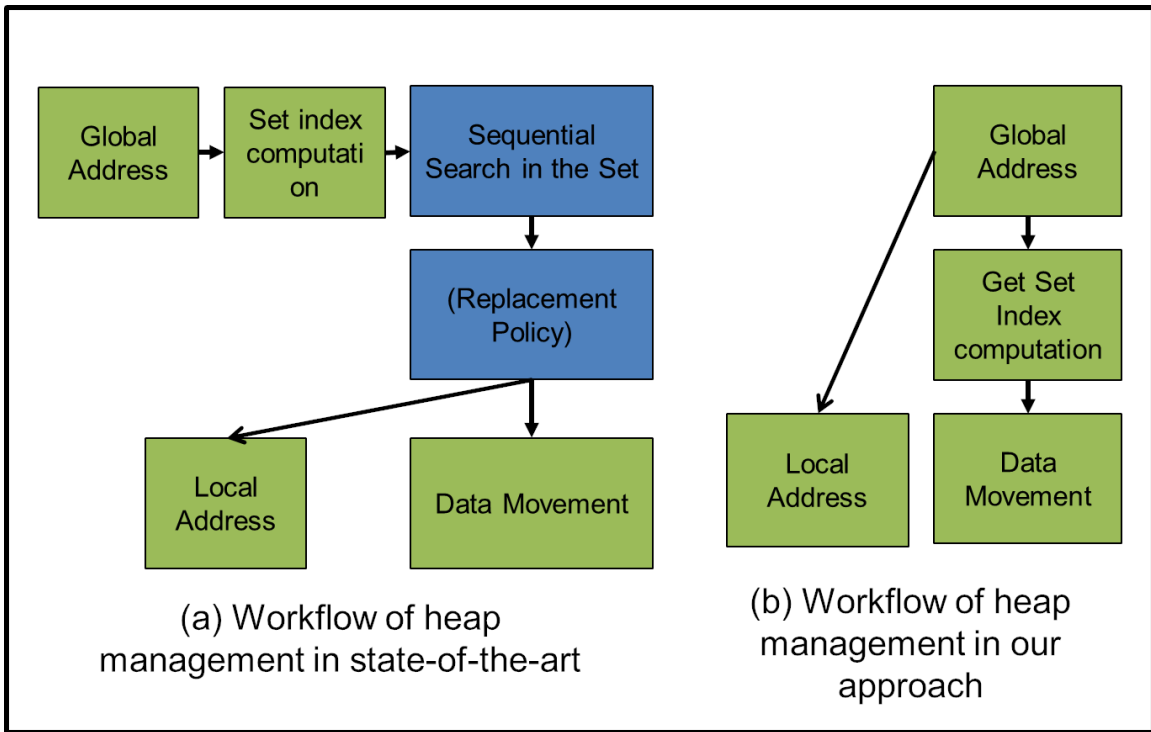 Global
Address
Set index
computati
on
Sequential
Search in the Set
(Replacement
Policy)
Local
Address
Data Movement
(a) Workflow of heap
management in state-of-the-art
Global
Address
Get Set
Index
computation
Local
Address
Data
Movement
(b) Workflow of heap
management in our
approach